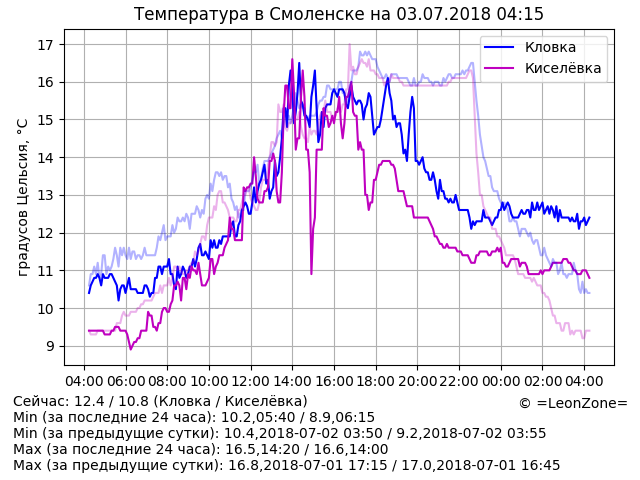 Температура в Смоленске на 03.07.2018 04:15
Кловка
Киселёвка
градусов Цельсия, °C
17
16
15
14
13
12
11
10
9
04:00 06:00 08:00 10:00 12:00 14:00 16:00 18:00 20:00 22:00 00:00 02:00 04:00
Сейчас: 12.4 / 10.8 (Кловка / Киселёвка)
© =LeonZone=
Min (за последние 24 часа): 10.2,05:40 / 8.9,06:15
Min (за предыдущие сутки): 10.4,2018-07-02 03:50 / 9.2,2018-07-02 03:55
Max (за последние 24 часа): 16.5,14:20 / 16.6,14:00
Max (за предыдущие сутки): 16.8,2018-07-01 17:15 / 17.0,2018-07-01 16:45